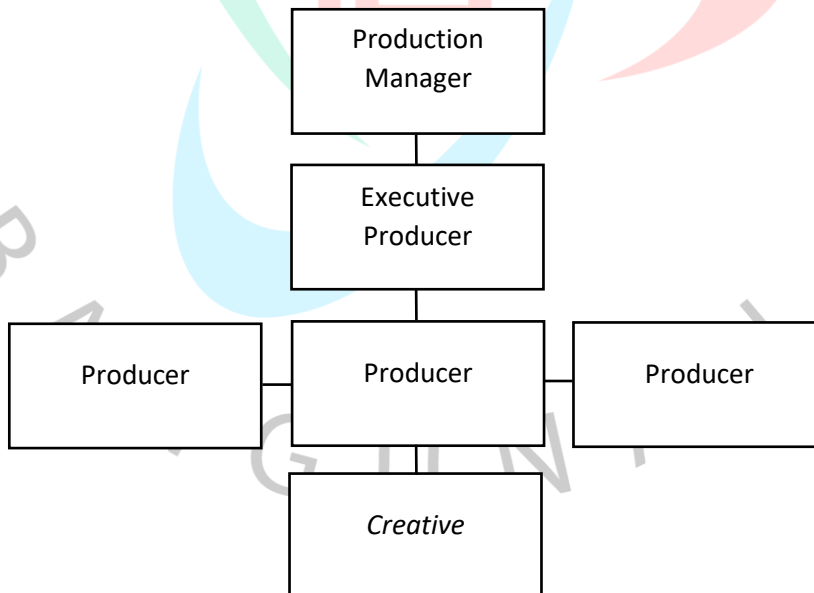 Production
Manager
Executive
Producer
Producer
Producer
Producer
Creative